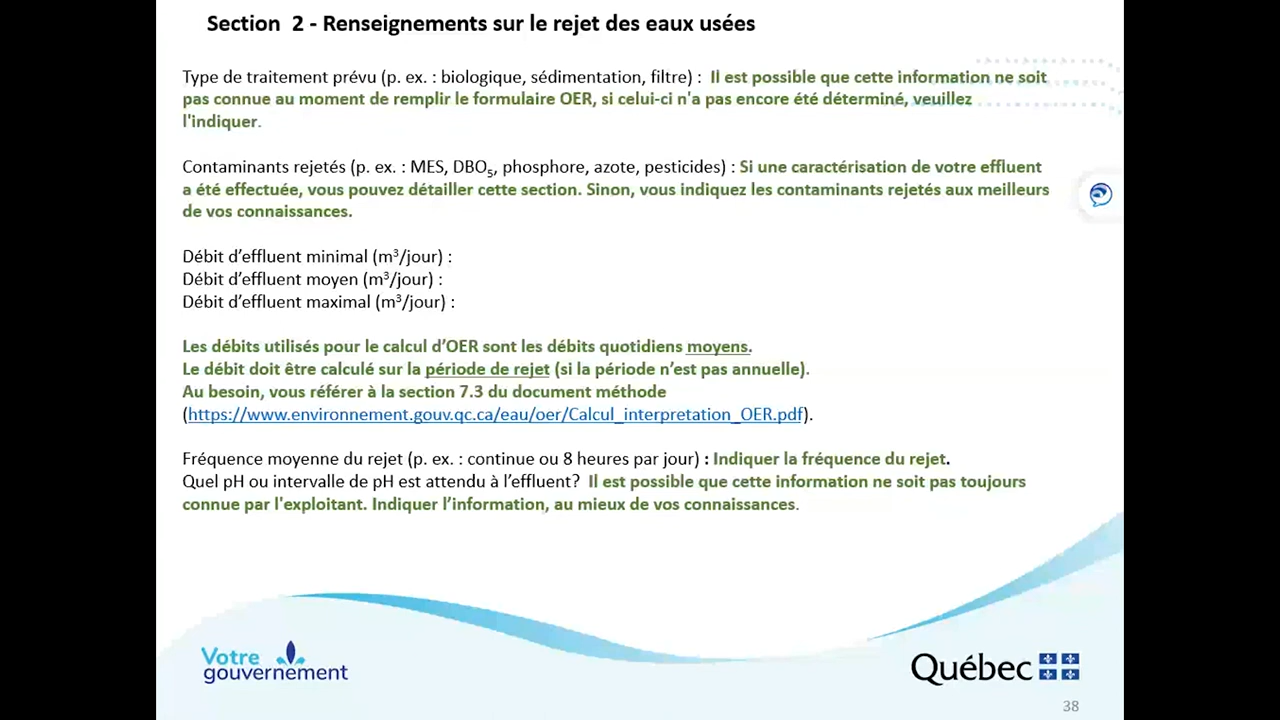 Section 2 - Renseignements sur le rejet des eaux usées
Type de traitement prévu (p. ex. : biologique, sédimentation, filtre) : Il est possible que cette information ne soit
pas connue au moment de remplir le formulaire OER, si celui-ci n'a pas encore été déterminé, veuillez
l'indiquer.
Contaminants rejetés (p. ex. : MES, DBO₅, phosphore, azote, pesticides) : Si une caractérisation de votre effluent
a été effectuée, vous pouvez détailler cette section. Sinon, vous indiquez les contaminants rejetés aux meilleurs
de vos connaissances.
Débit d’effluent minimal (m³/jour) :
Débit d’effluent moyen (m³/jour) :
Débit d’effluent maximal (m³/jour) :
Les débits utilisés pour le calcul d’OER sont les débits quotidiens moyens.
Le débit doit être calculé sur la période de rejet (si la période n’est pas annuelle).
Au besoin, vous référer à la section 7.3 du document méthode
(https://www.environnement.gouv.qc.ca/eau/oer/Calcul_interpretation_OER.pdf).
Fréquence moyenne du rejet (p. ex. : continue ou 8 heures par jour) : Indiquer la fréquence du rejet.
Quel pH ou intervalle de pH est attendu à l’effluent? Il est possible que cette information ne soit pas toujours
connue par l'exploitant. Indiquer l’information, au mieux de vos connaissances.
Votre
gouvernement
Québec
38